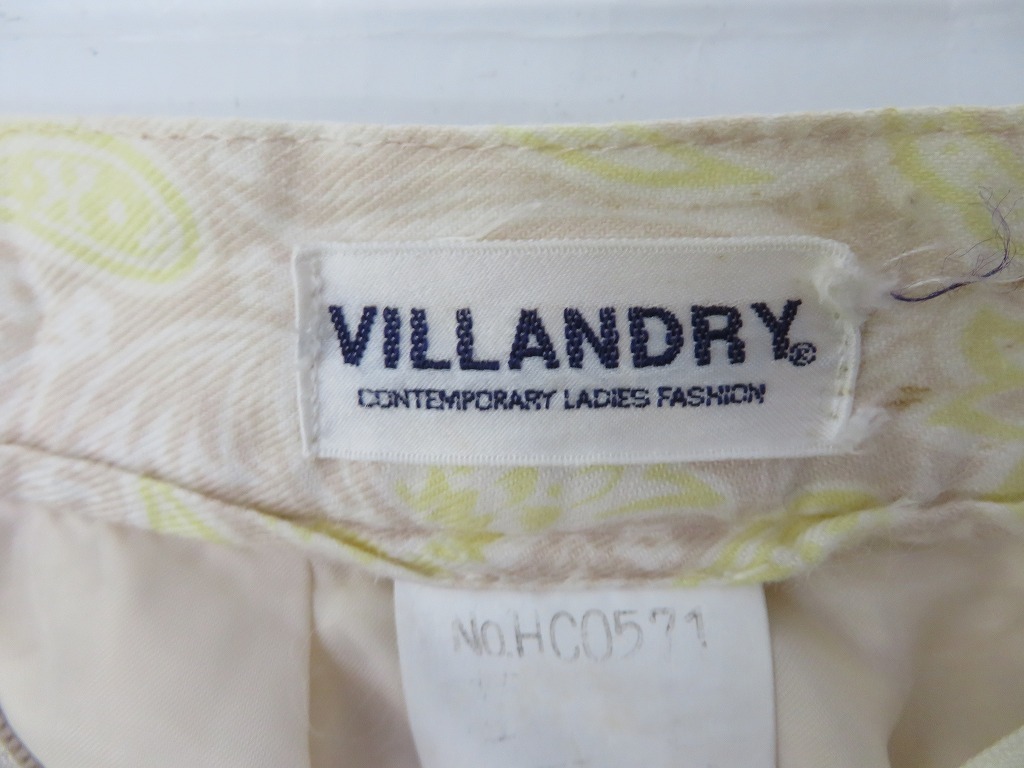 VILLANDRY®
CONTEMPORARY LADIES FASHION
No.HC0571